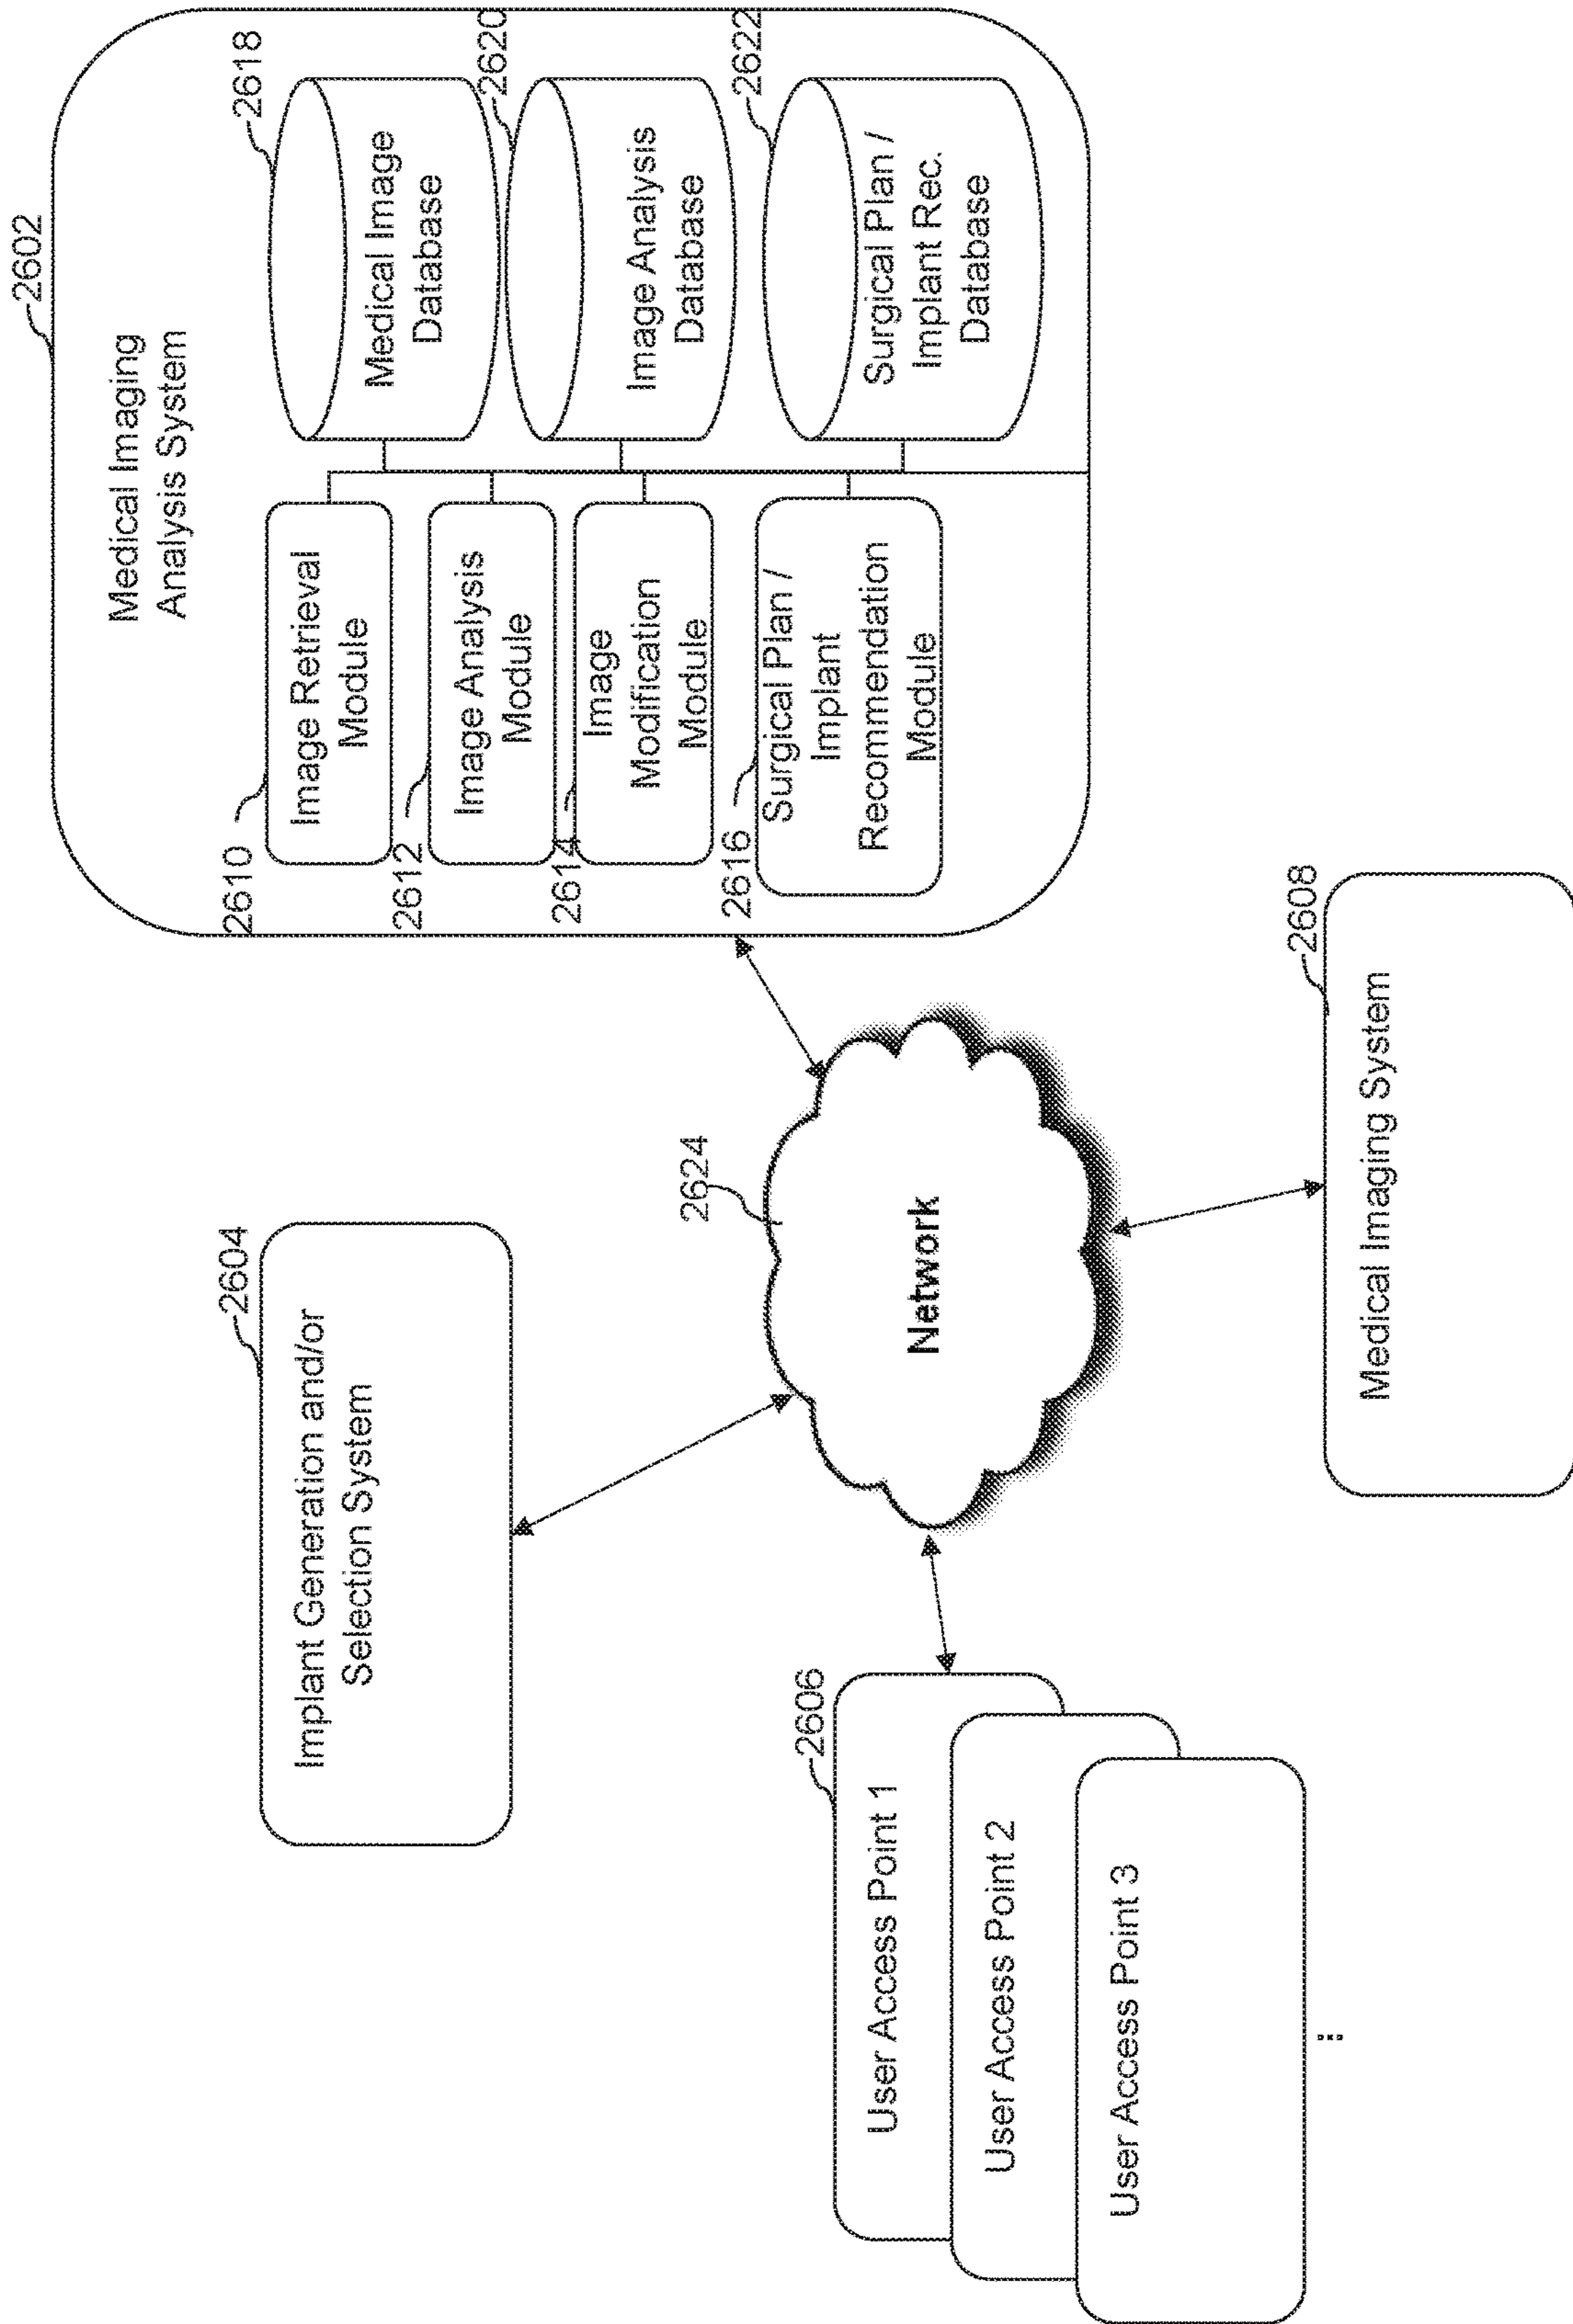 2602
Medical Imaging
Analysis System
2610
Image Retrieval
Module
2618
Medical Image
Database
2612
Image Analysis
Module
2620
Image Analysis
Database
2614
Image
Modification
Module
2616
Surgical Plan /
Implant
Recommendation
Module
2622
Surgical Plan /
Implant Rec.
Database
2604
Implant Generation and/or
Selection System
2624
Network
2606
User Access Point 1
User Access Point 2
User Access Point 3
...
2608
Medical Imaging System